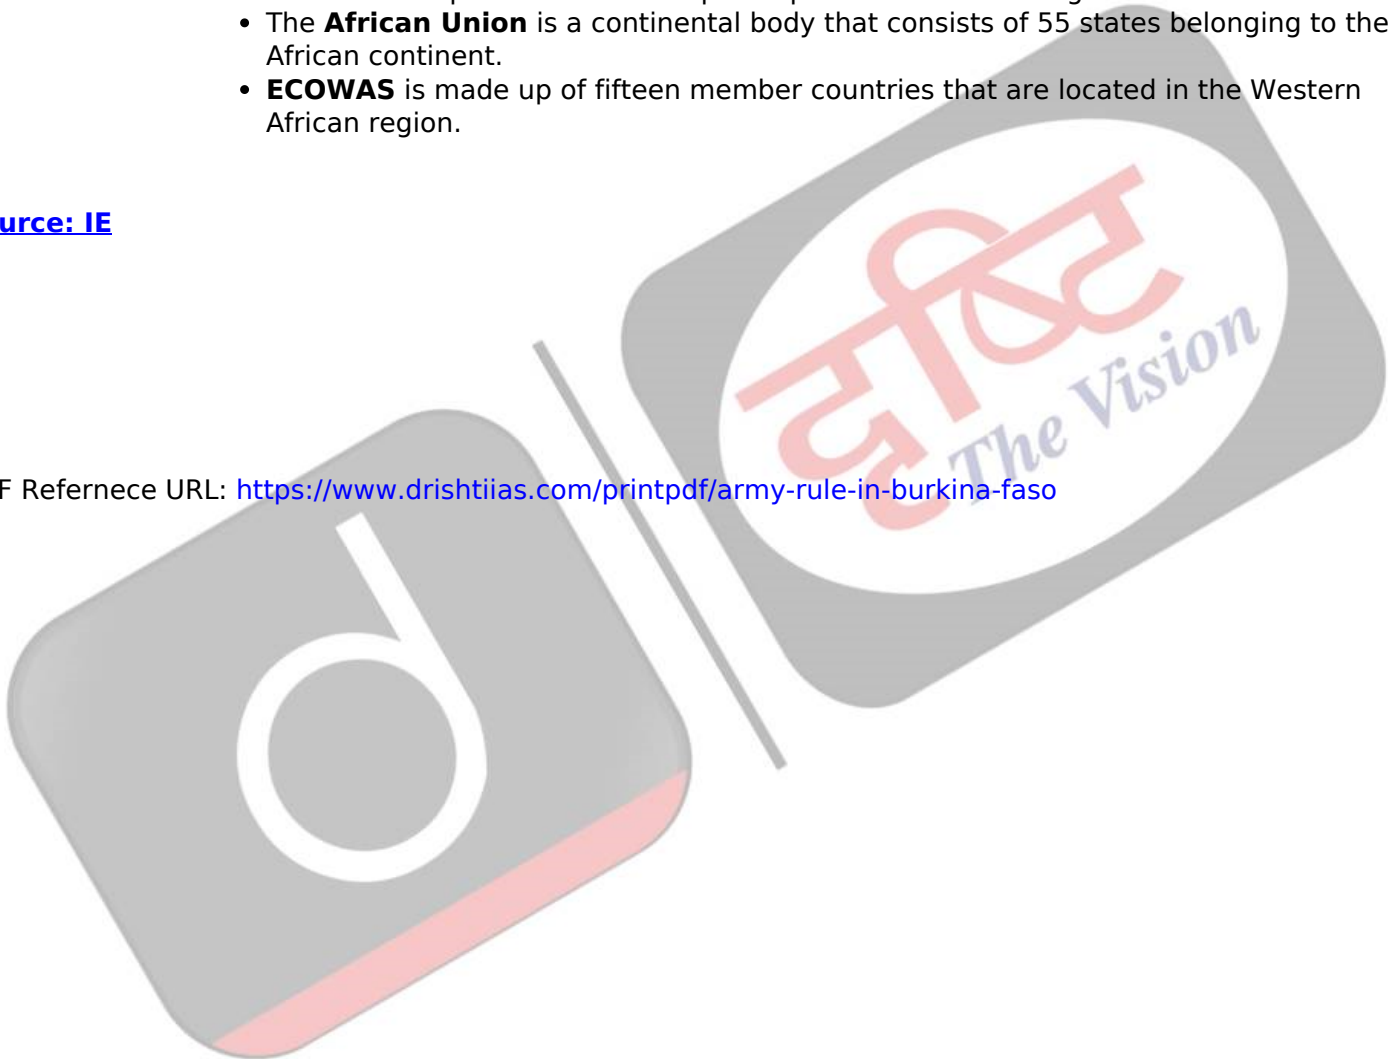 • The African Union is a continental body that consists of 55 states belonging to the
African continent.
• ECOWAS is made up of fifteen member countries that are located in the Western
African region.
urce: IE
F Refernece URL: https://www.drishtiias.com/printpdf/army-rule-in-burkina-faso
दृष्टि
The Vision